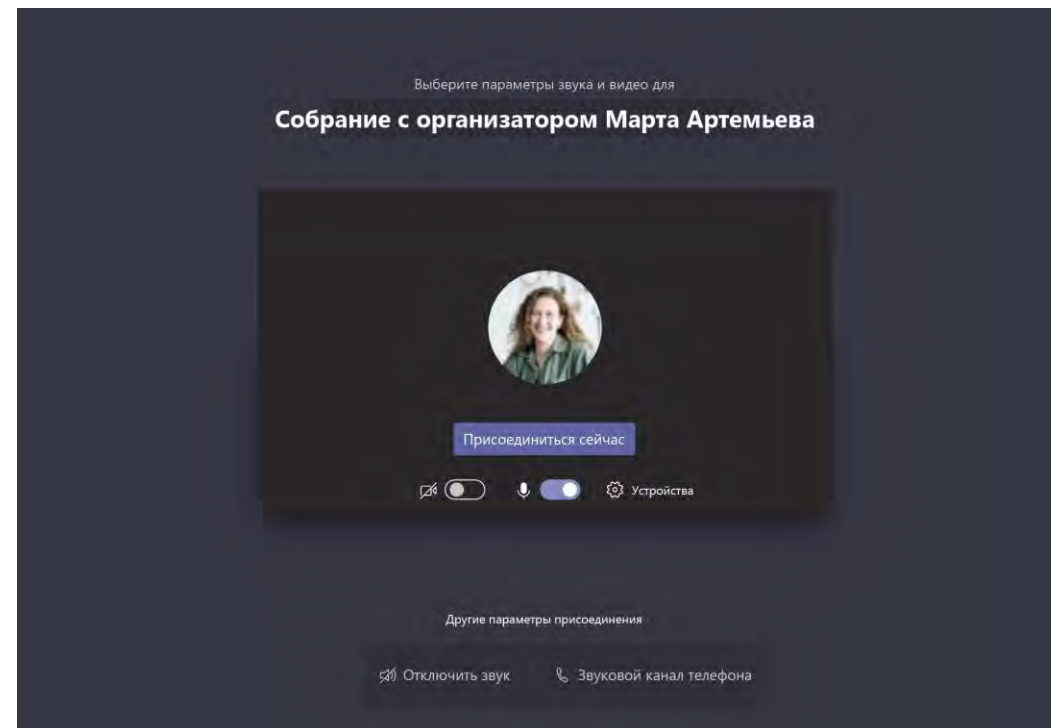 Выберите параметры звука и видео для
Собрание с организатором Марта Артемьева
Присоединиться сейчас
Устройства
Другие параметры присоединения
Отключить звук
Звуковой канал телефона